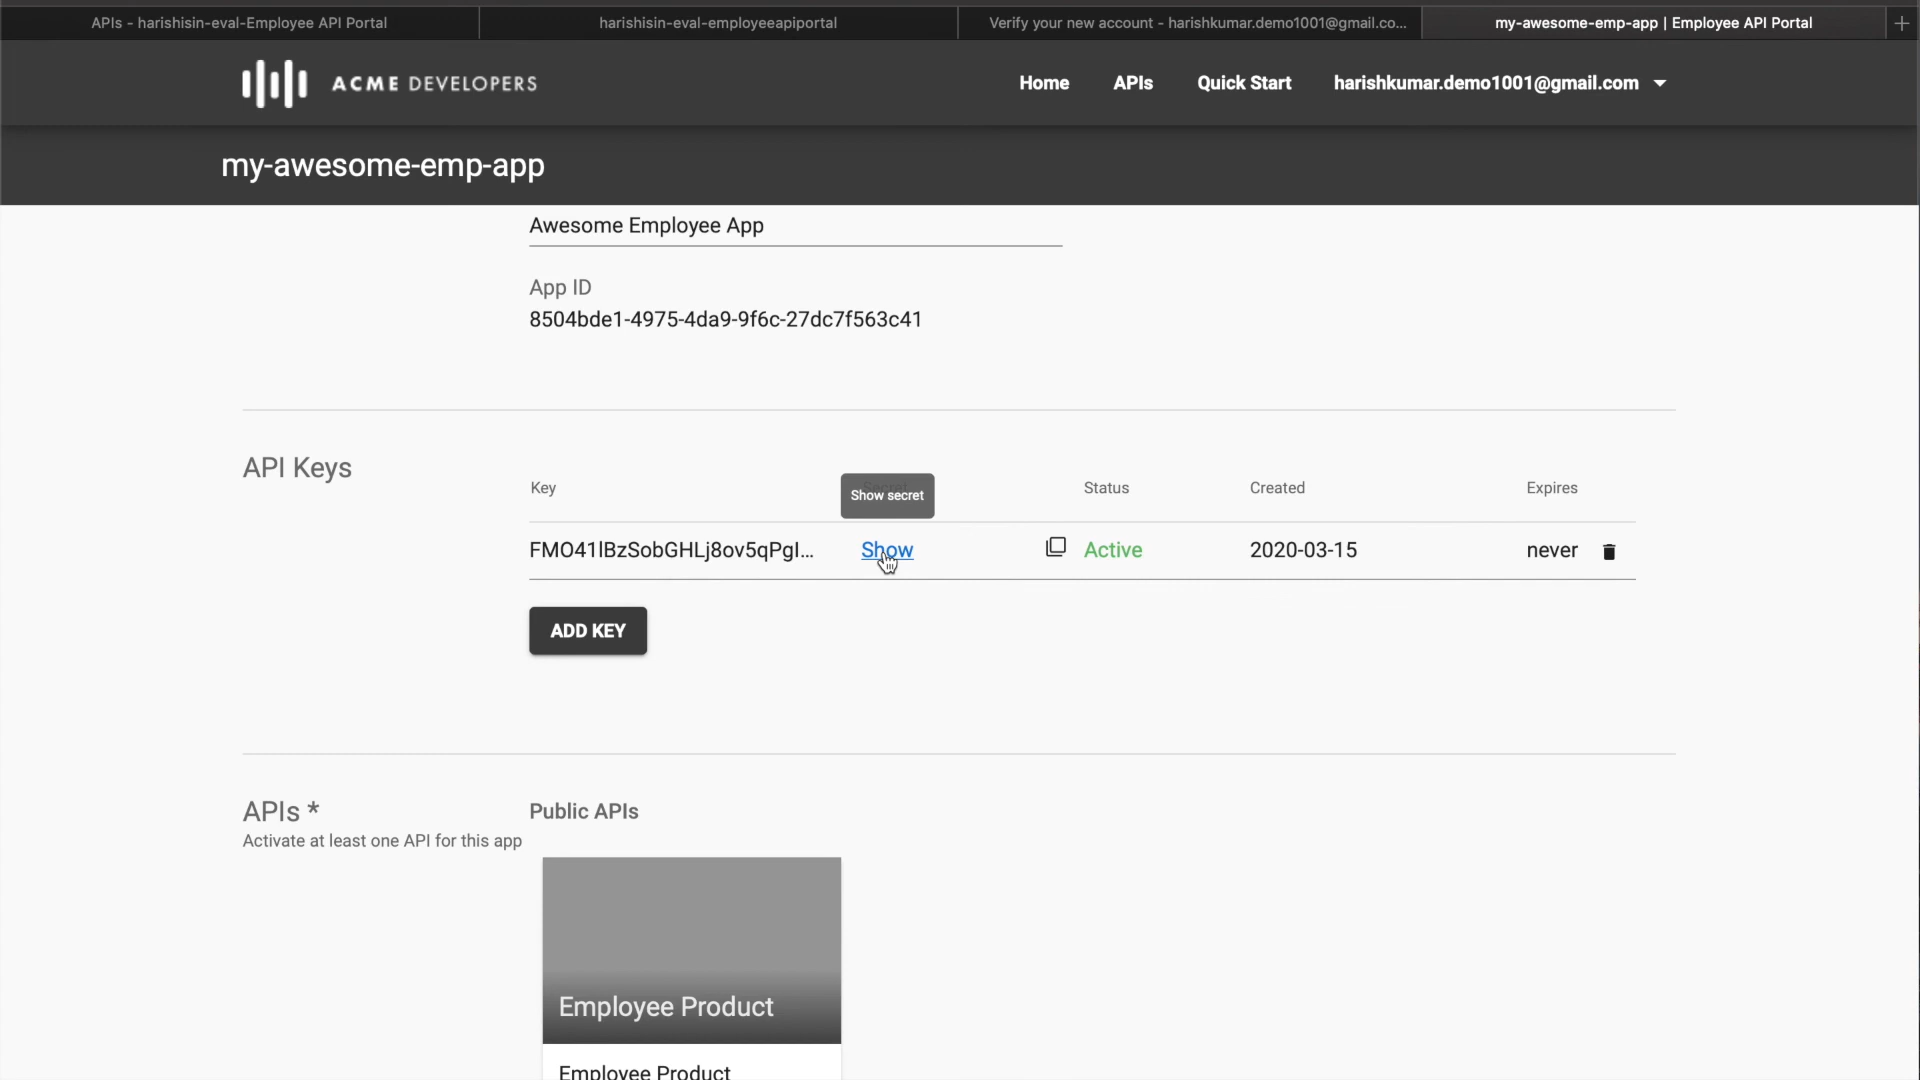 APIs - harishisin-eval-Employee API Portal
harishisin-eval-employeeapiportal
Verify your new account - harishkumar.demo1001@gmail.co...
my-awesome-emp-app | Employee API Portal
ACME DEVELOPERS
Home
APIs
Quick Start
harishkumar.demo1001@gmail.com
my-awesome-emp-app
Awesome Employee App
App ID
8504bde1-4975-4da9-9f6c-27dc7f563c41
API Keys
Key
Secret
Show secret
Status
Created
Expires
FMO41lBzSobGHLj8ov5qPgI...
Show
Active
2020-03-15
never
ADD KEY
APIs *
Activate at least one API for this app
Public APIs
Employee Product
Employee Product